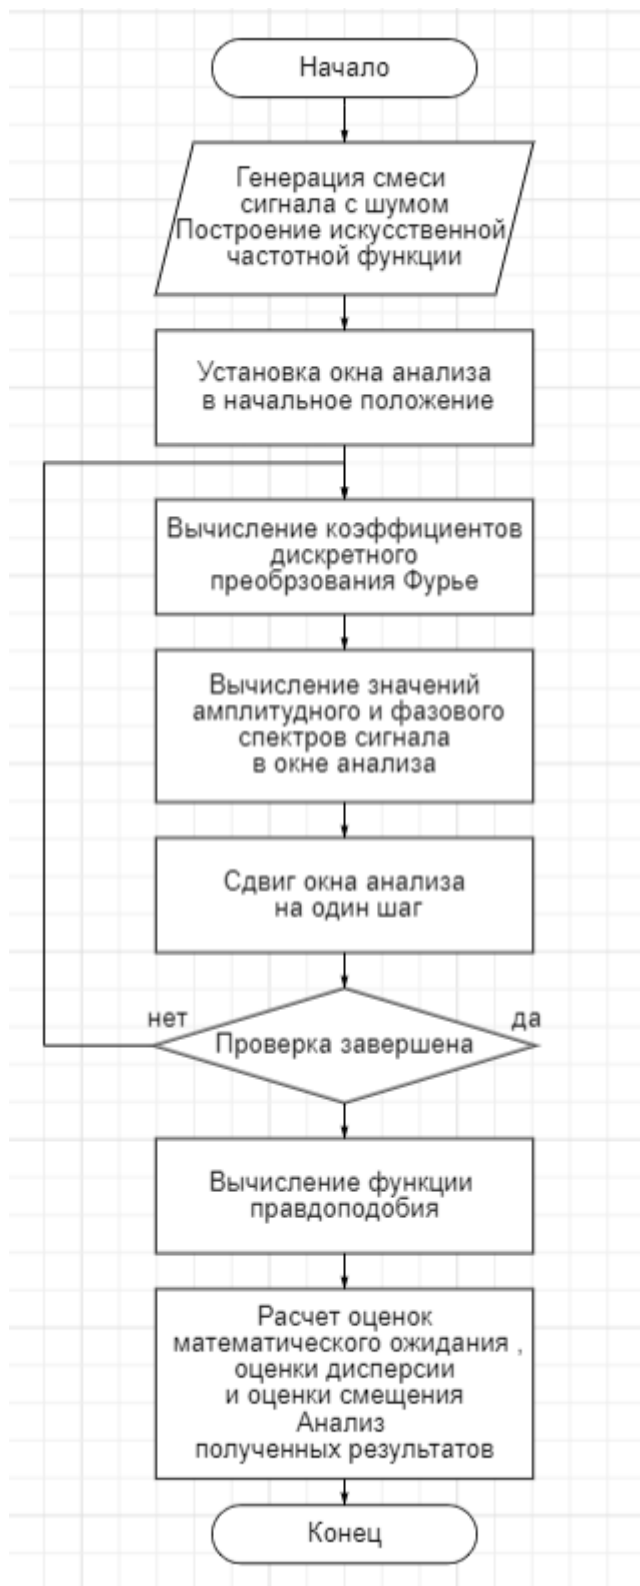 Начало
Генерация смеси
сигнала с шумом
Построение искусственной
частотной функции
Установка окна анализа
в начальное положение
Вычисление коэффициентов
дискретного
преобрзования Фурье
Вычисление значений
амплитудного и фазового
спектров сигнала
в окне анализа
Сдвиг окна анализа
на один шаг
нет
да
Проверка завершена
Вычисление функции
правдоподобия
Расчет оценок
математического ожидания ,
оценки дисперсии
и оценки смещения
Анализ
полученных результатов
Конец